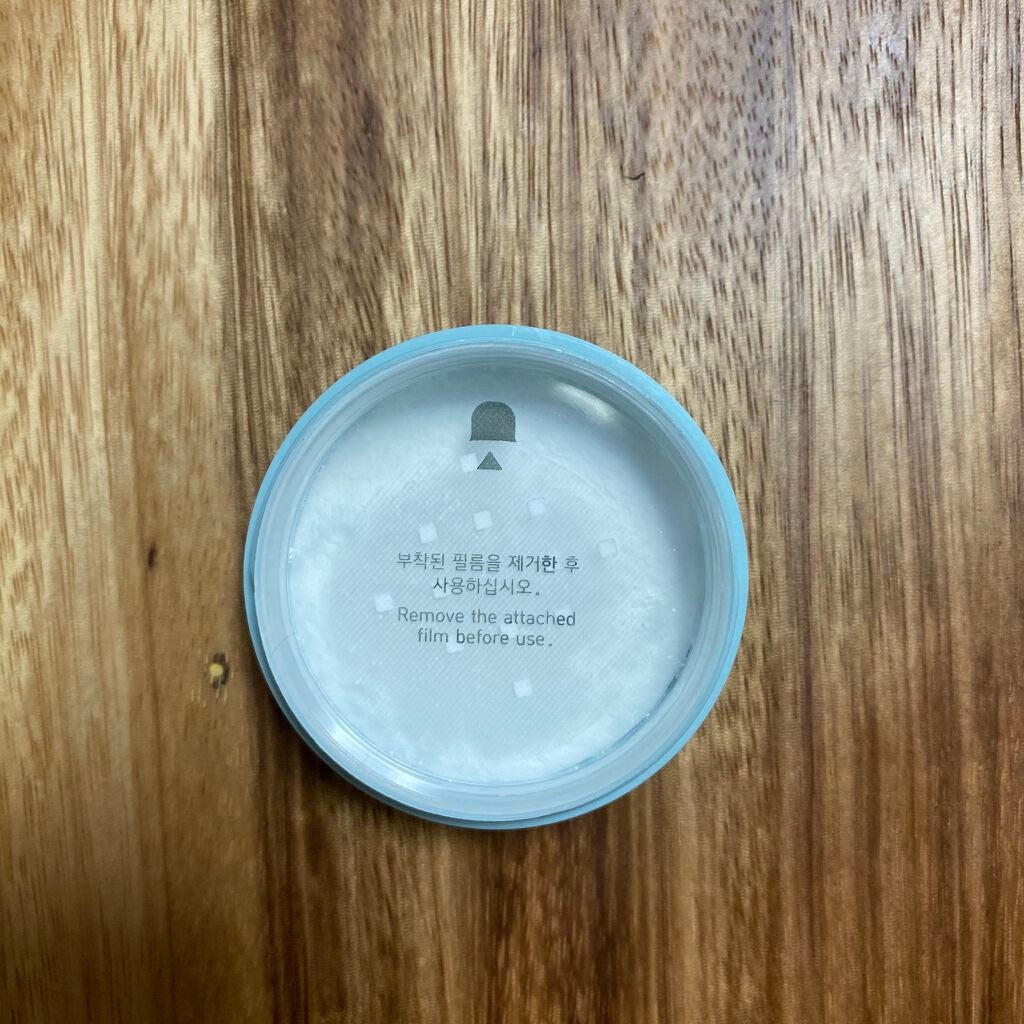 부착된 필름을 제거한 후
사용하십시오.
Remove the attached
film before use.